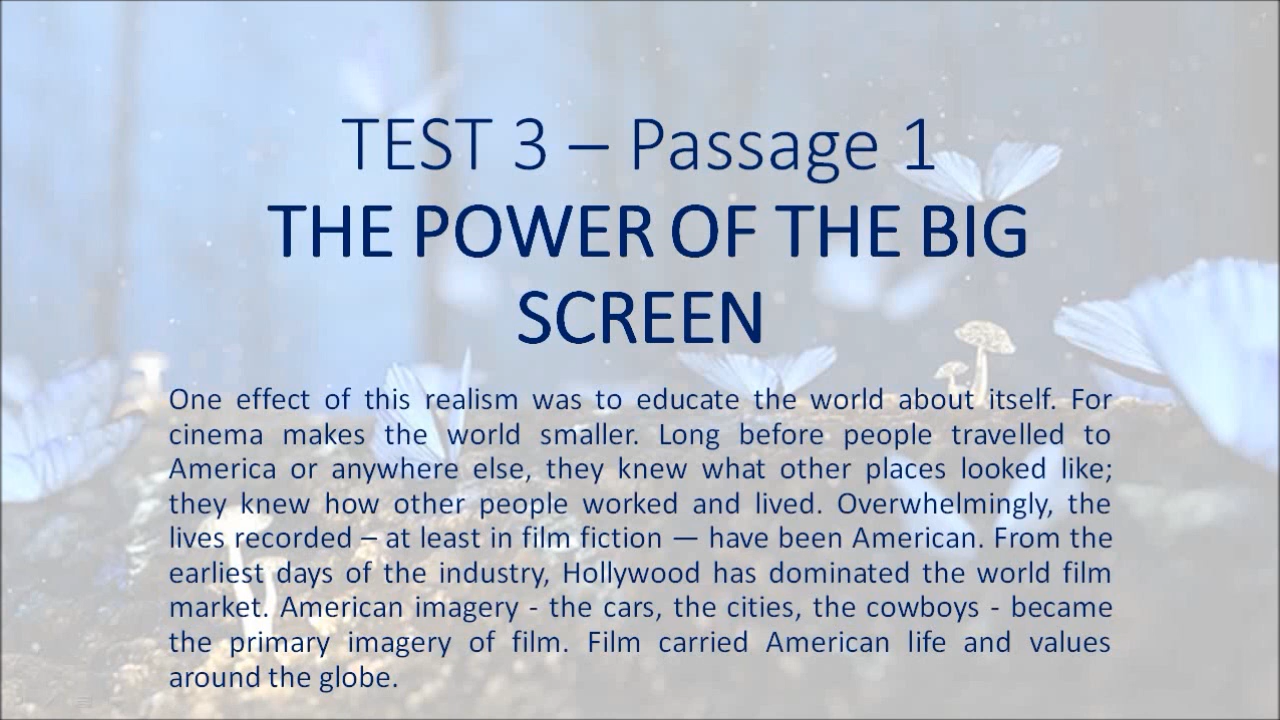 TEST 3 – Passage 1
THE POWER OF THE BIG
SCREEN
One effect of this realism was to educate the world about itself. For
cinema makes the world smaller. Long before people travelled to
America or anywhere else, they knew what other places looked like;
they knew how other people worked and lived. Overwhelmingly, the
lives recorded – at least in film fiction — have been American. From the
earliest days of the industry, Hollywood has dominated the world film
market. American imagery - the cars, the cities, the cowboys - became
the primary imagery of film. Film carried American life and values
around the globe.